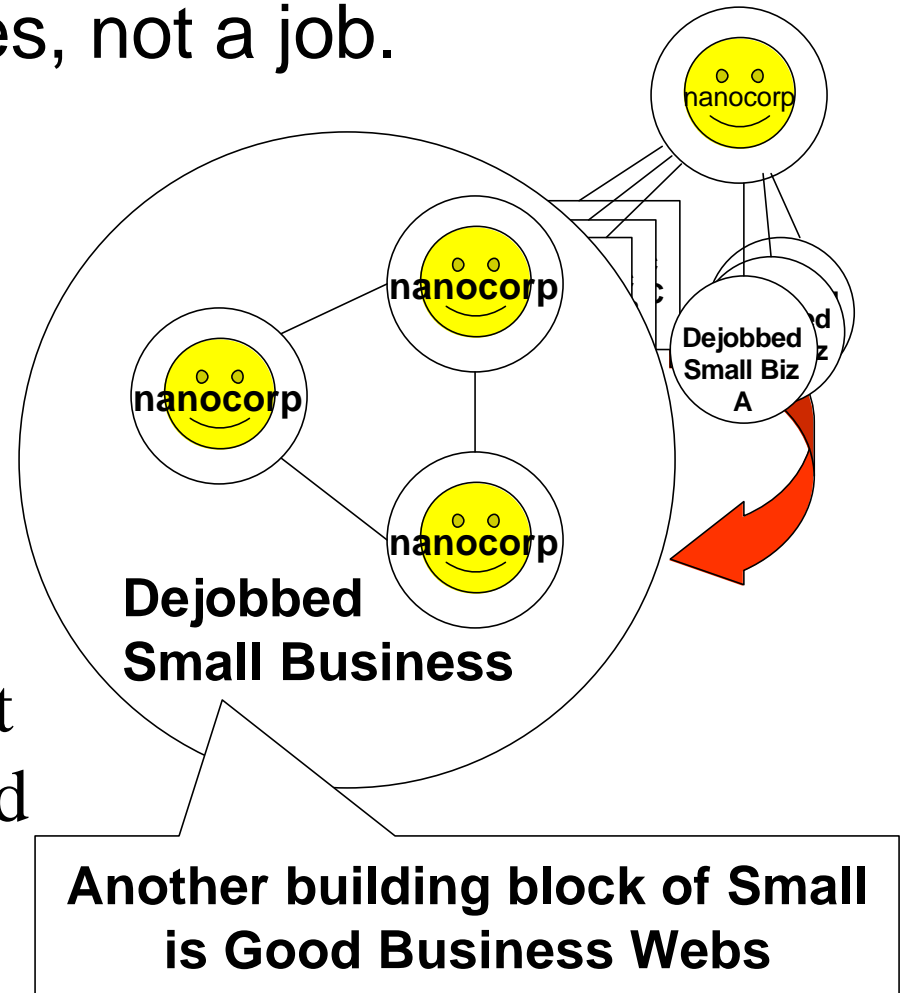 es, not a job.
nanocorp
nanocorp
nanocorp
nanocorp
Dejobbed
Small Biz
A
Dejobbed
Small Business
t
d
Another building block of Small
is Good Business Webs